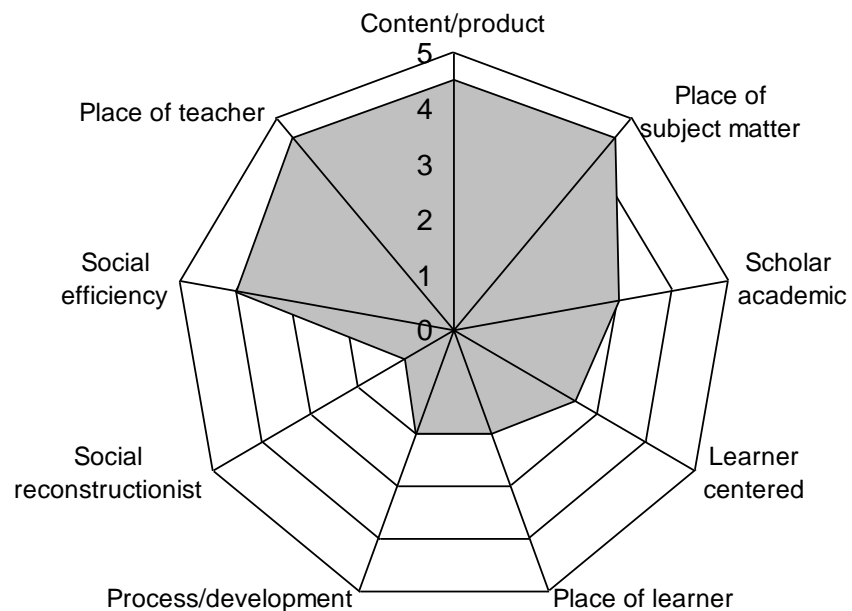 Content/product
5
Place of teacher
Place of
subject matter
4
3
2
Social
efficiency
Scholar
academic
1
0
Social
reconstructionist
Learner
centered
Process/development
Place of learner